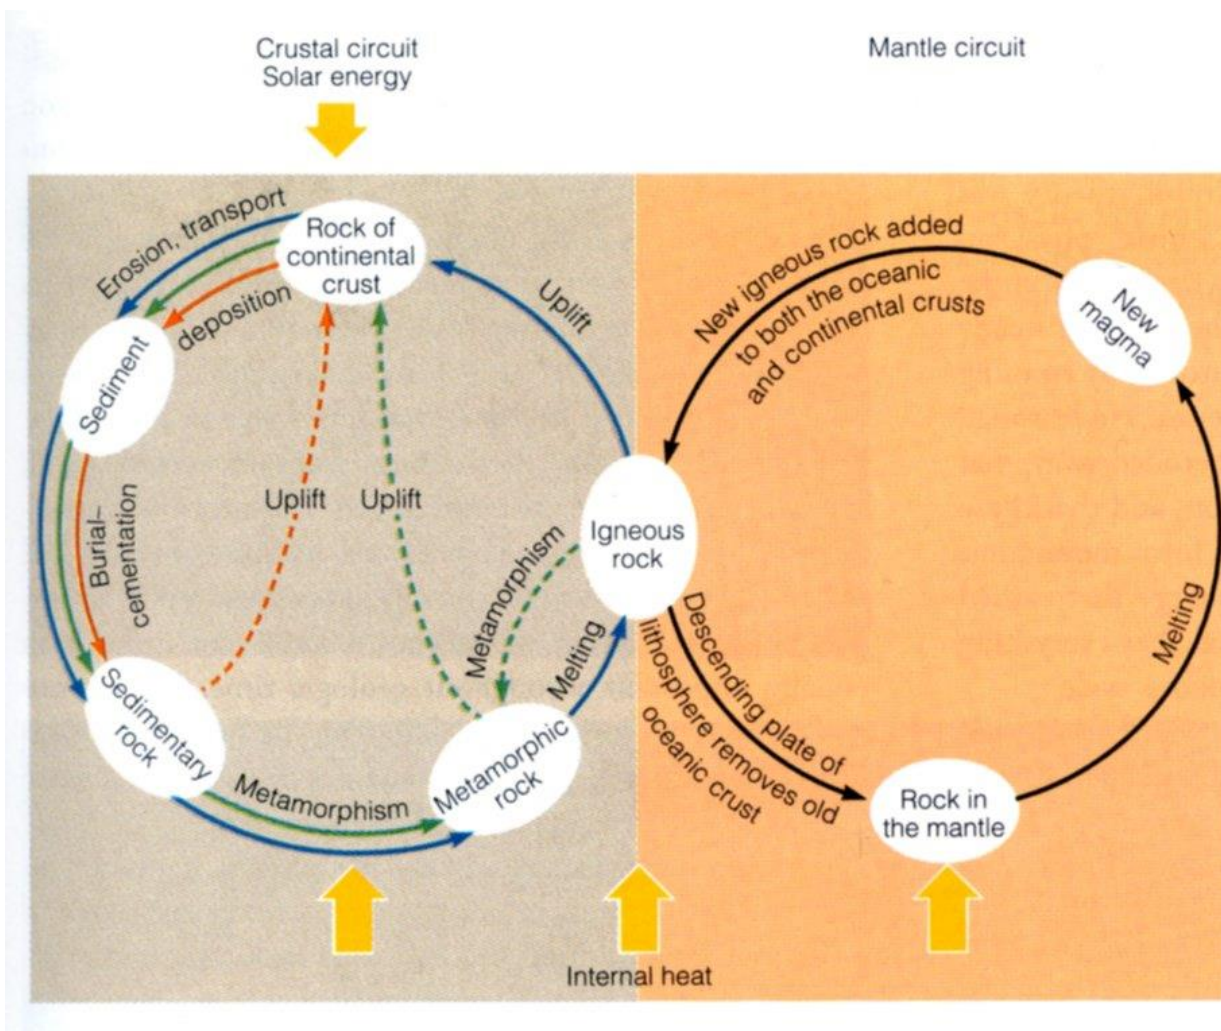 Crustal circuit
Solar energy
Mantle circuit
Erosion, transport
deposition
Rock of
continental
crust
Sediment
Burial–
cementation
Uplift
Uplift
Uplift
Sedimentary
rock
Metamorphism
Metamorphic
rock
Metamorphism
Melting
Igneous
rock
New igneous rock added
to both the oceanic
and continental crusts
New
magma
Melting
Descending plate of
lithosphere removes old
oceanic crust
Rock in
the mantle
Internal heat